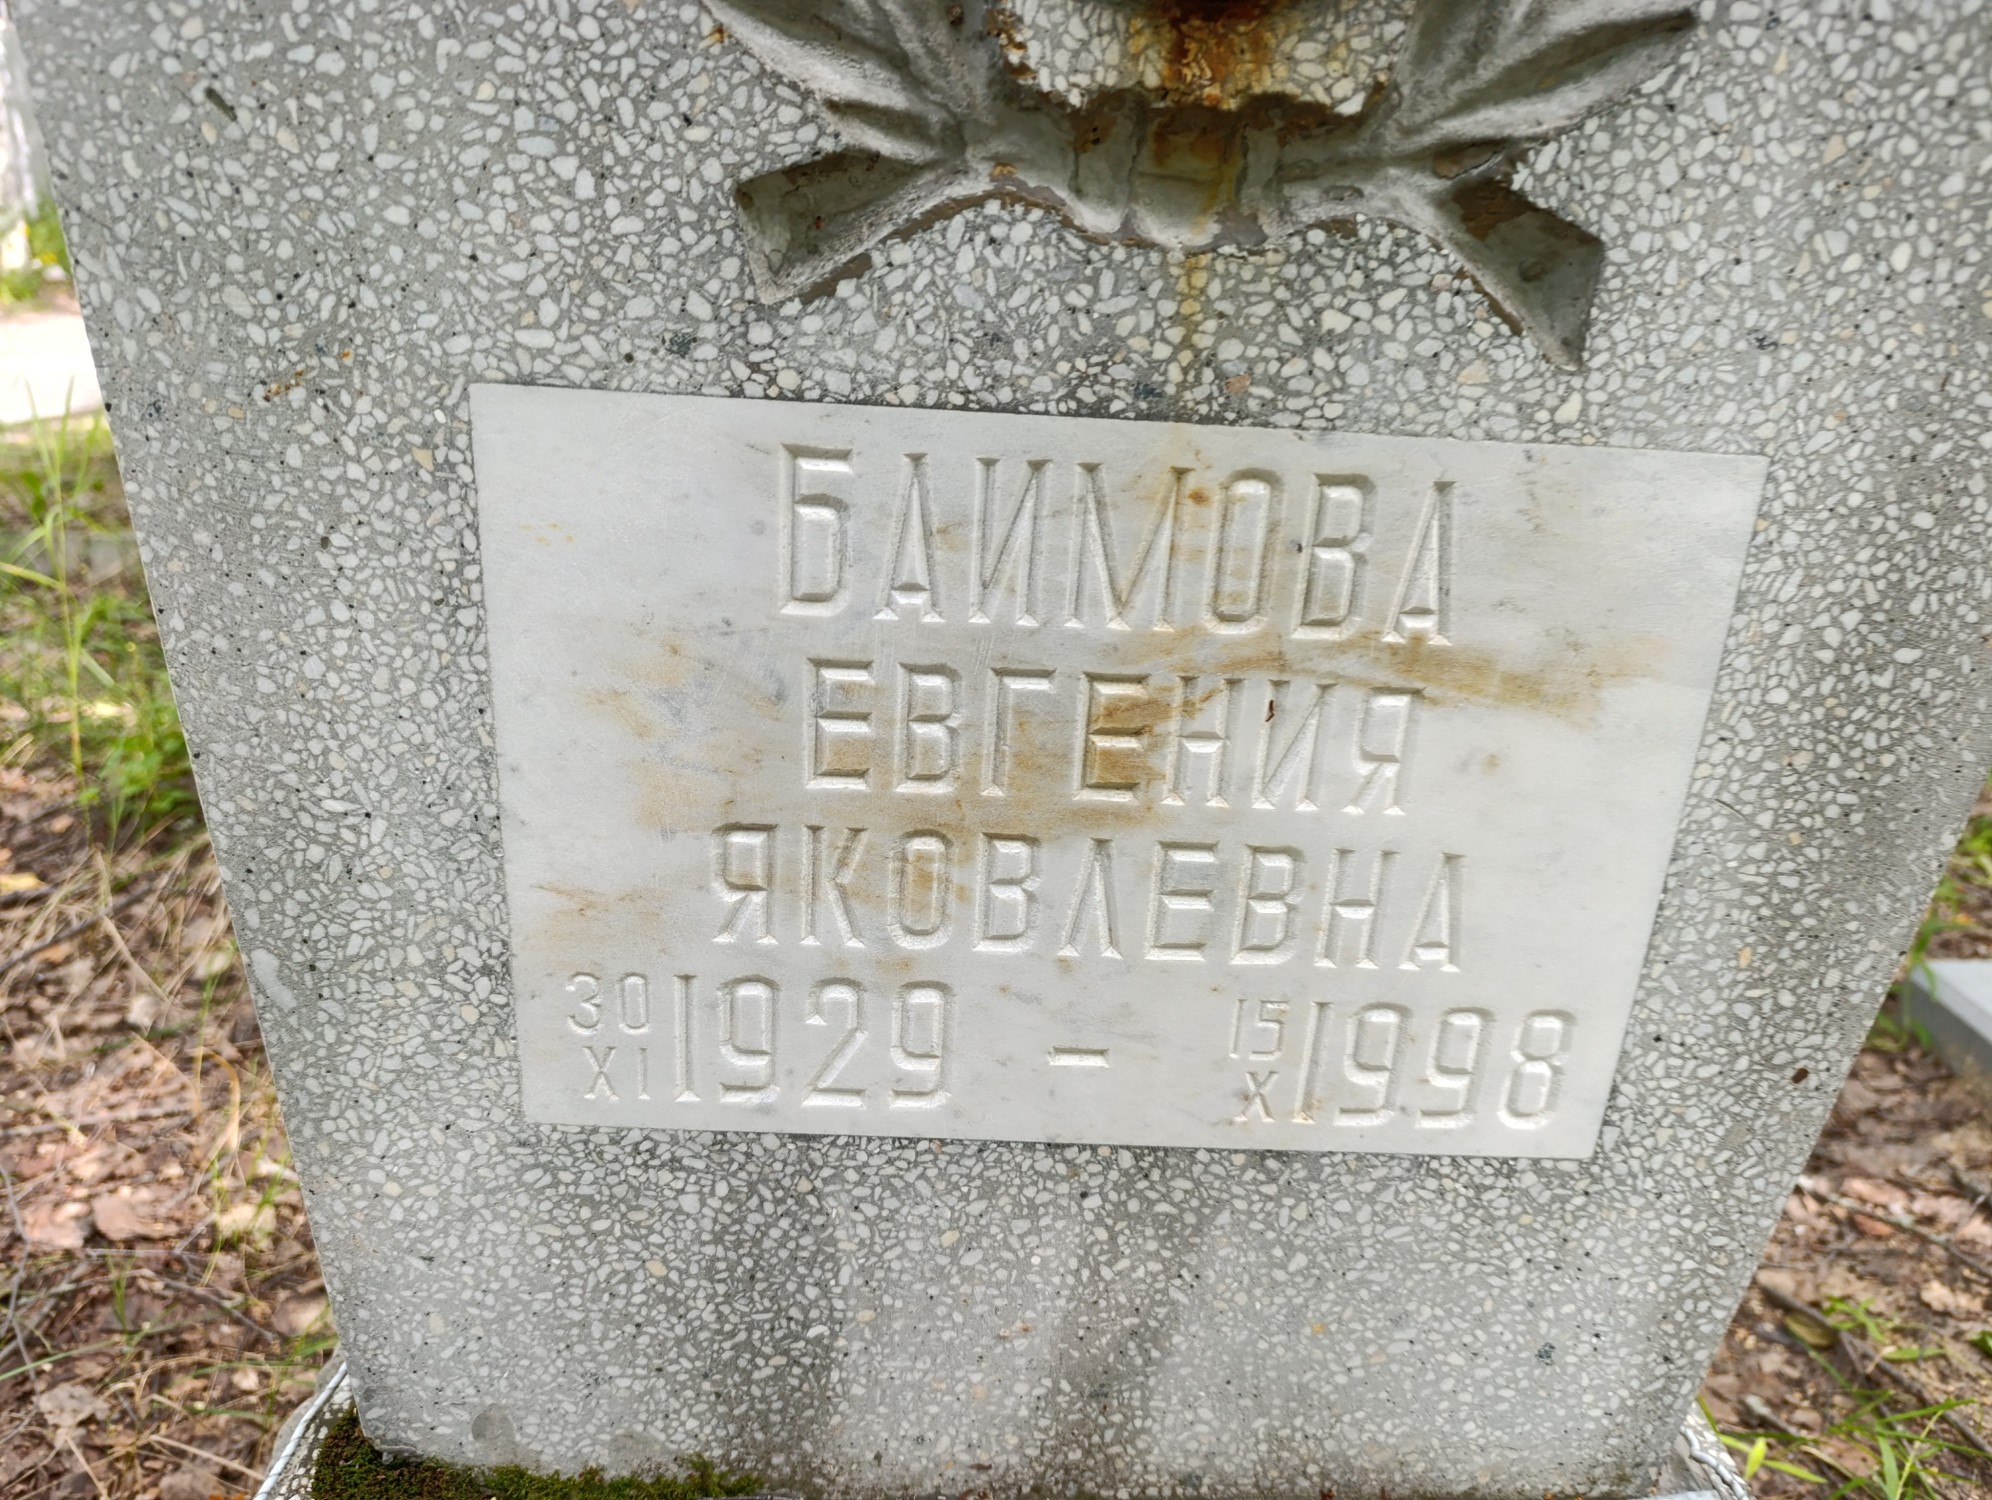 БАИМОВА
ЕВГЕНИЯ
ЯКОВЛЕВНА
30 XI 1929 - 15 X 1998